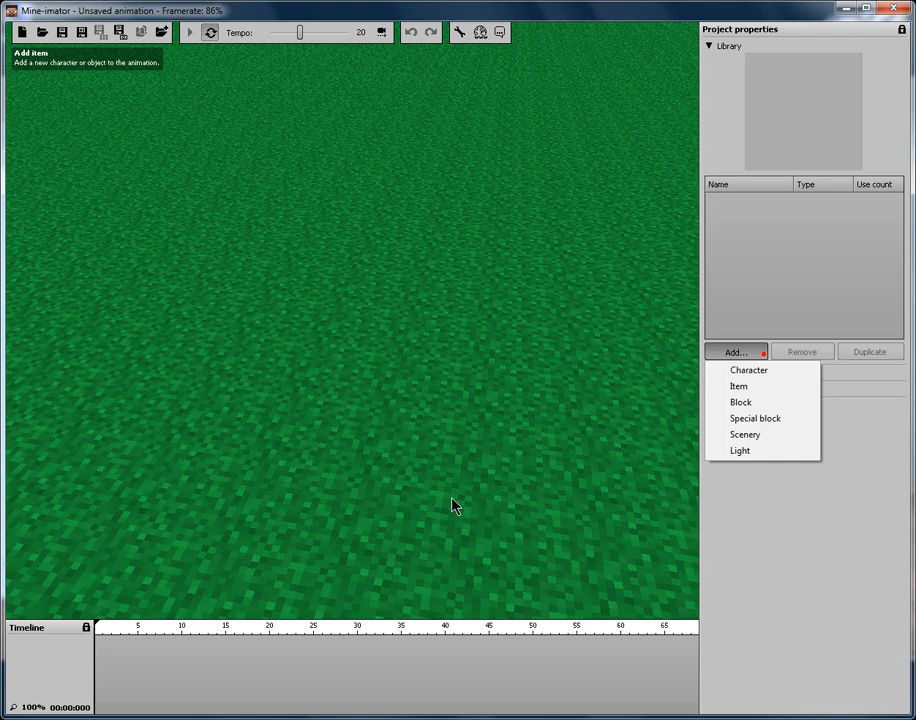 Mine-imator - Unsaved animation - Framerate: 86%
Tempo:
20
Add item
Add a new character or object to the animation.
Project properties
Library
Name Type Use count
Add... Remove Duplicate
Character
Item
Block
Special block
Scenery
Light
Timeline
5 10 15 20 25 30 35 40 45 50 55 60 65
100% 00:00:000